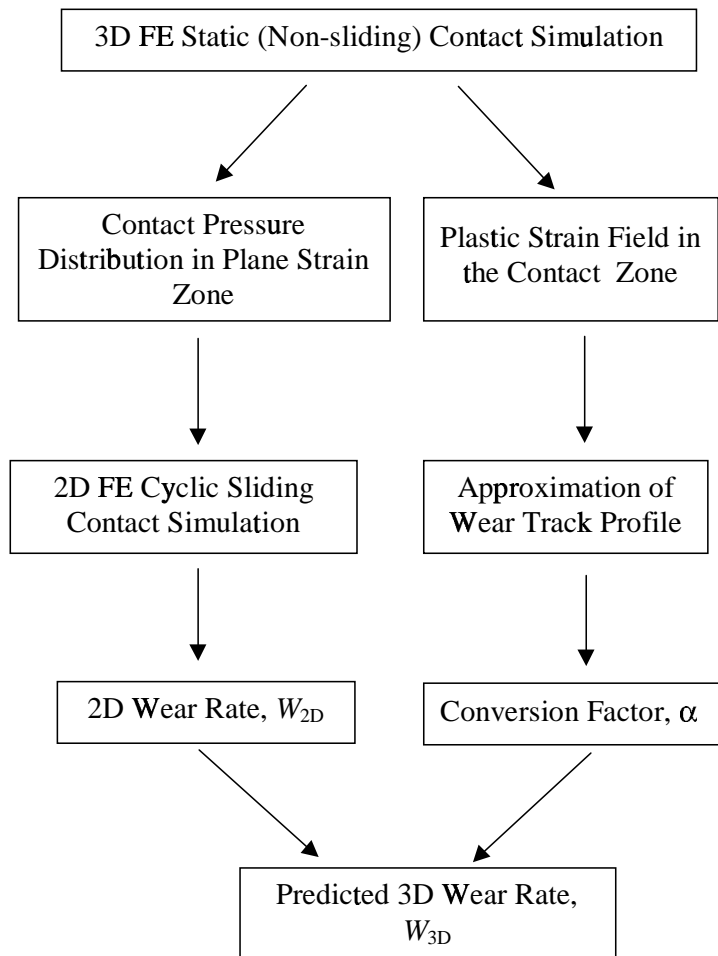 3D FE Static (Non-sliding) Contact Simulation
Contact Pressure
Distribution in Plane Strain
Zone
Plastic Strain Field in
the Contact Zone
2D FE Cyclic Sliding
Contact Simulation
Approximation of
Wear Track Profile
2D Wear Rate, W2D
Conversion Factor, α
Predicted 3D Wear Rate,
W3D